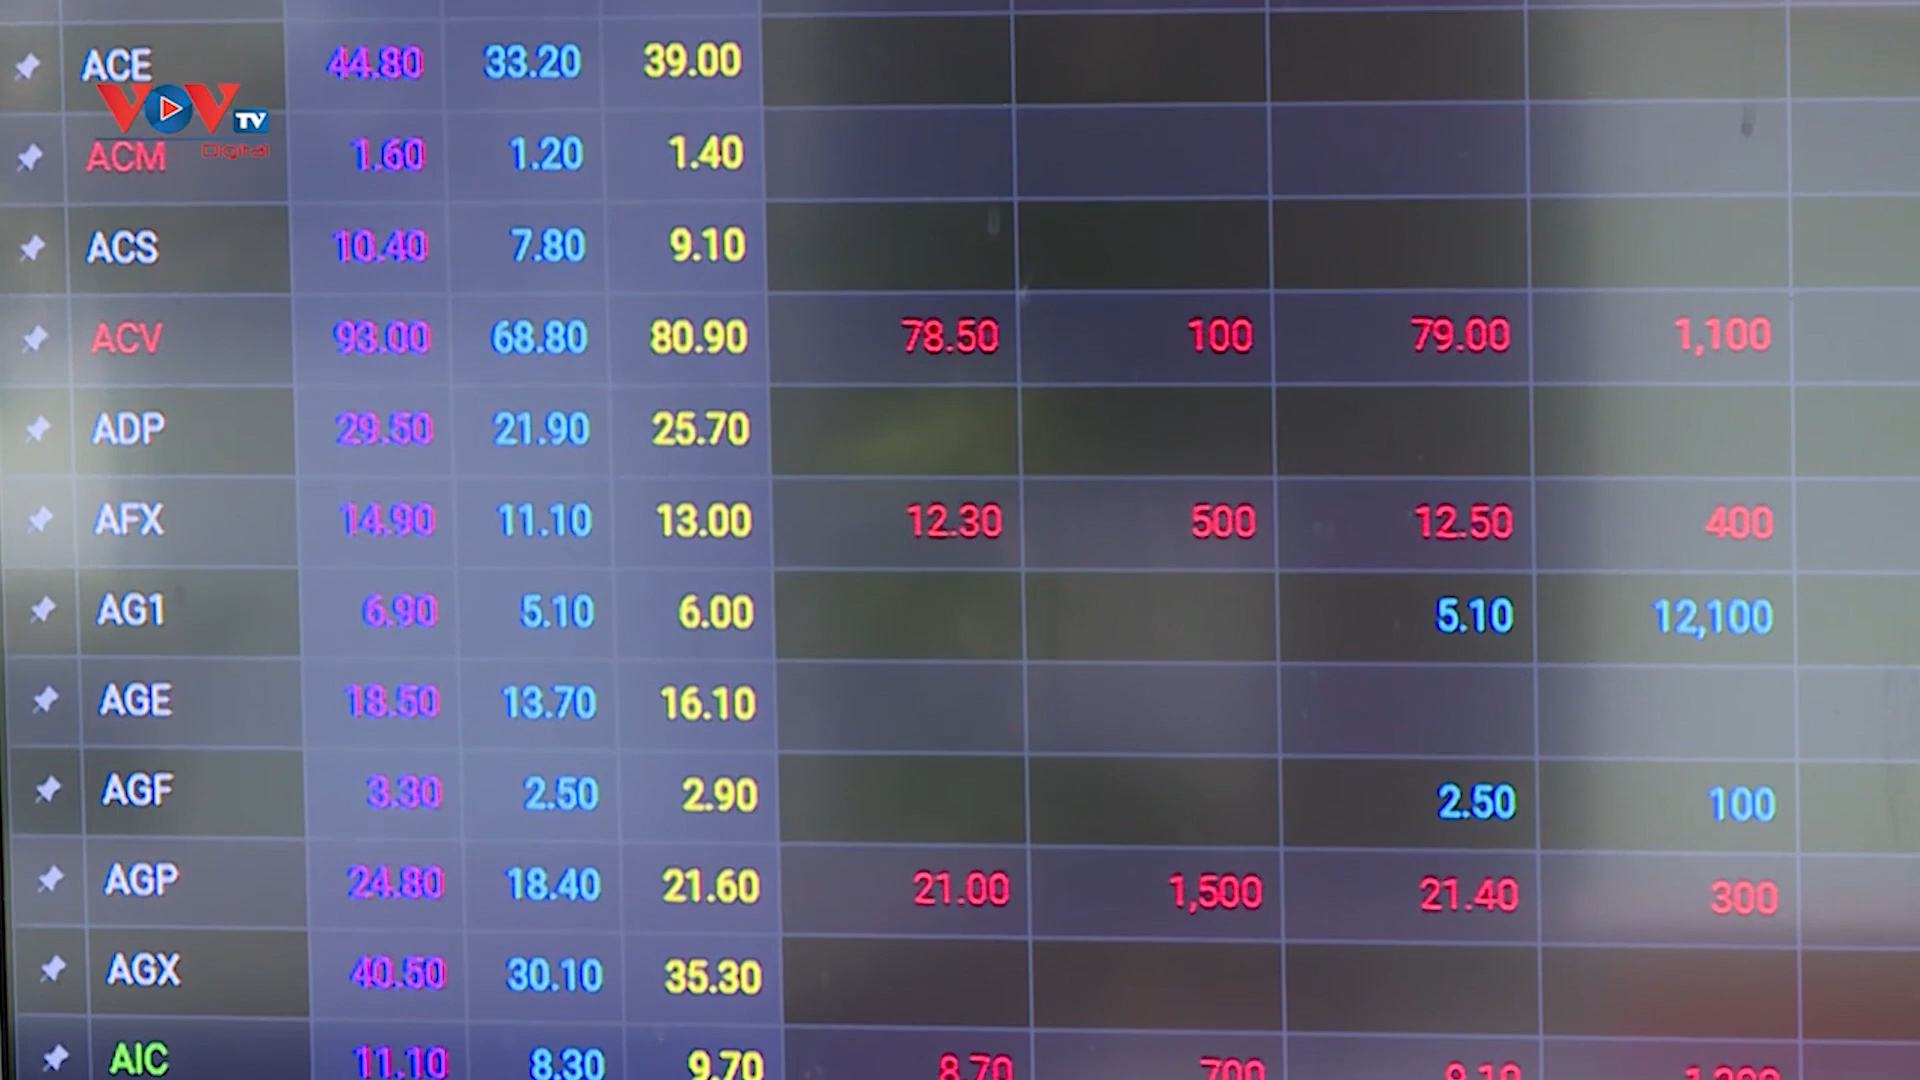 ACE 44.80 33.20 39.00
VOV TV
Digital
ACM 1.60 1.20 1.40
ACS 10.40 7.80 9.10
ACV 93.00 68.80 80.90 78.50 100 79.00 1,100
ADP 29.50 21.90 25.70
AFX 14.90 11.10 13.00 12.30 500 12.50 400
AG1 6.90 5.10 6.00 5.10 12,100
AGE 18.50 13.70 16.10
AGF 3.30 2.50 2.90 2.50 100
AGP 24.80 18.40 21.60 21.00 1,500 21.40 300
AGX 40.50 30.10 35.30
AIC 11.10 8.30 9.70 8.70 700 9.10